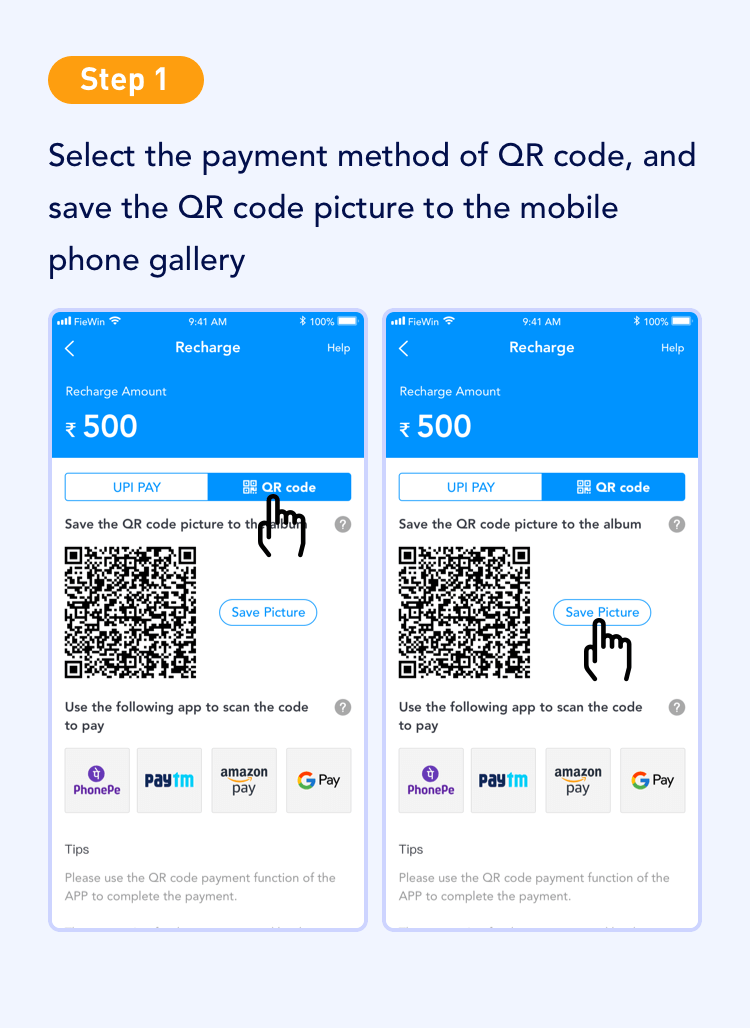 Step 1
Select the payment method of QR code, and
save the QR code picture to the mobile
phone gallery
FieWin 9:41 AM 100%
Recharge Help
Recharge Amount
₹ 500
UPI PAY QR code
Save the QR code picture to the album ?
Save Picture
Use the following app to scan the code ?
to pay
PhonePe paytm amazon pay G Pay
Tips
Please use the QR code payment function of the
APP to complete the payment.
FieWin 9:41 AM 100%
Recharge Help
Recharge Amount
₹ 500
UPI PAY QR code
Save the QR code picture to the album ?
Save Picture
Use the following app to scan the code ?
to pay
PhonePe paytm amazon pay G Pay
Tips
Please use the QR code payment function of the
APP to complete the payment.